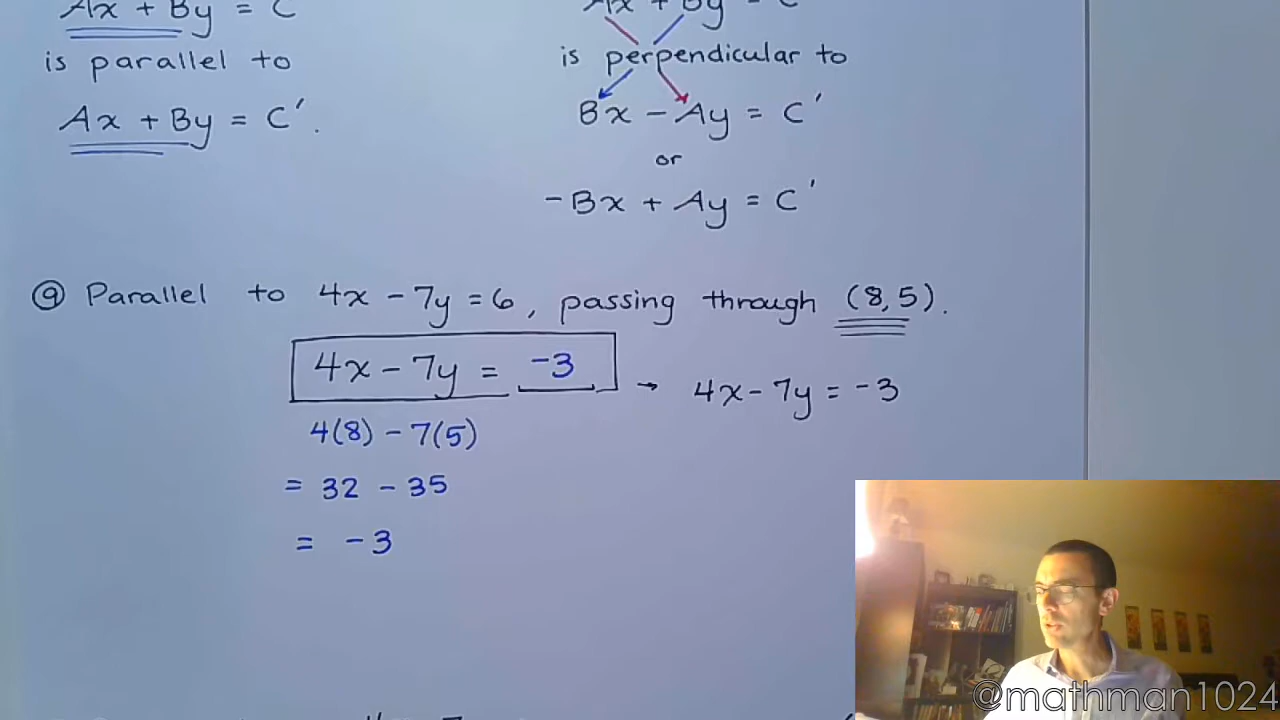 Ax + By = C
is parallel to
Ax + By = C′.
Ax + By = C
is perpendicular to
Bx − Ay = C′
or
−Bx + Ay = C′
⑨ Parallel to 4x − 7y = 6, passing through (8,5).
4x − 7y = −3 → 4x − 7y = −3
4(8) − 7(5)
= 32 − 35
= −3
@mathman1024